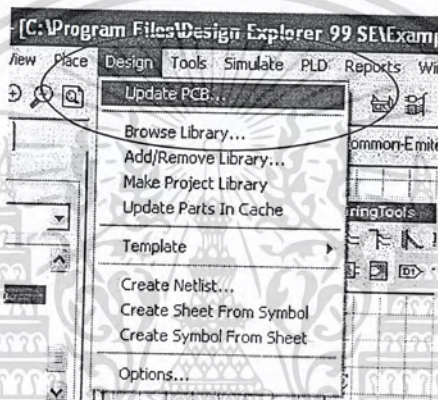 [C:\Program Files\Design Explorer 99 SE\Examp
View Place Design Tools Simulate PLD Reports Wi
Update PCB...
Browse Library...
ommon-Emite
Add/Remove Library...
Make Project Library
Update Parts In Cache
ringTools
Template
Create Netlist...
Create Sheet From Symbol
Create Symbol From Sheet
Options...